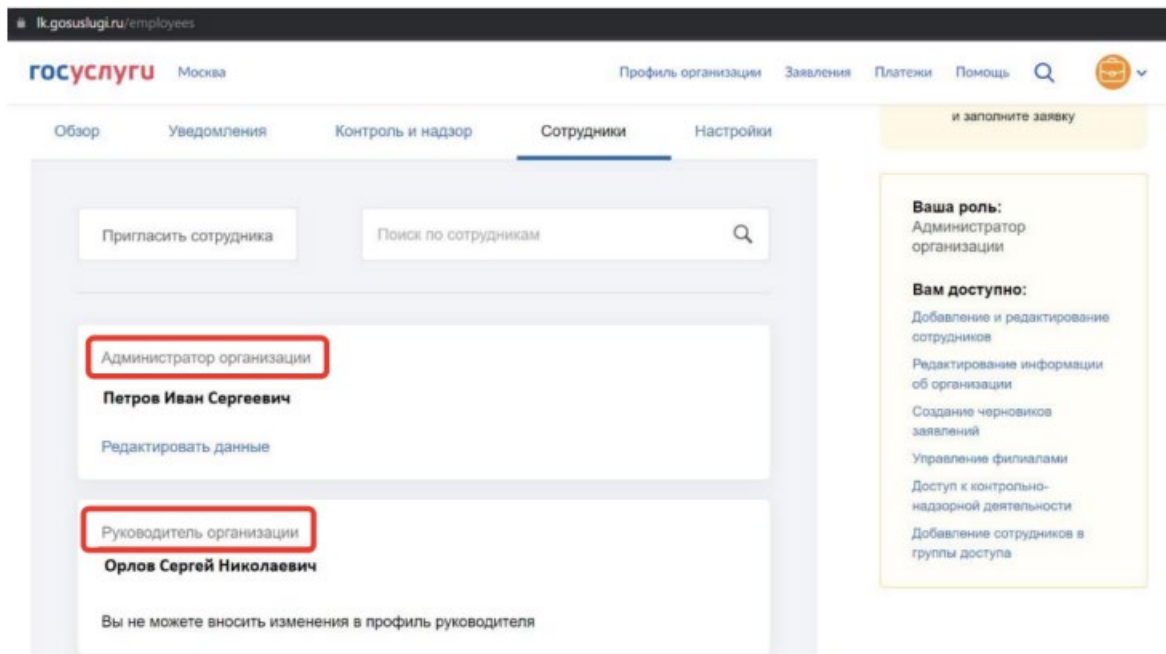 lk.gosuslugi.ru/employees
госуслуги Москва Профиль организации Заявления Платежи Помощь
Обзор Уведомления Контроль и надзор Сотрудники Настройки
и заполните заявку
Пригласить сотрудника Поиск по сотрудникам
Администратор организации
Петров Иван Сергеевич
Редактировать данные
Руководитель организации
Орлов Сергей Николаевич
Вы не можете вносить изменения в профиль руководителя
Ваша роль:
Администратор
организации
Вам доступно:
Добавление и редактирование
сотрудников
Редактирование информации
об организации
Создание черновиков
заявлений
Управление филиалами
Доступ к контрольно-
надзорной деятельности
Добавление сотрудников в
группы доступа